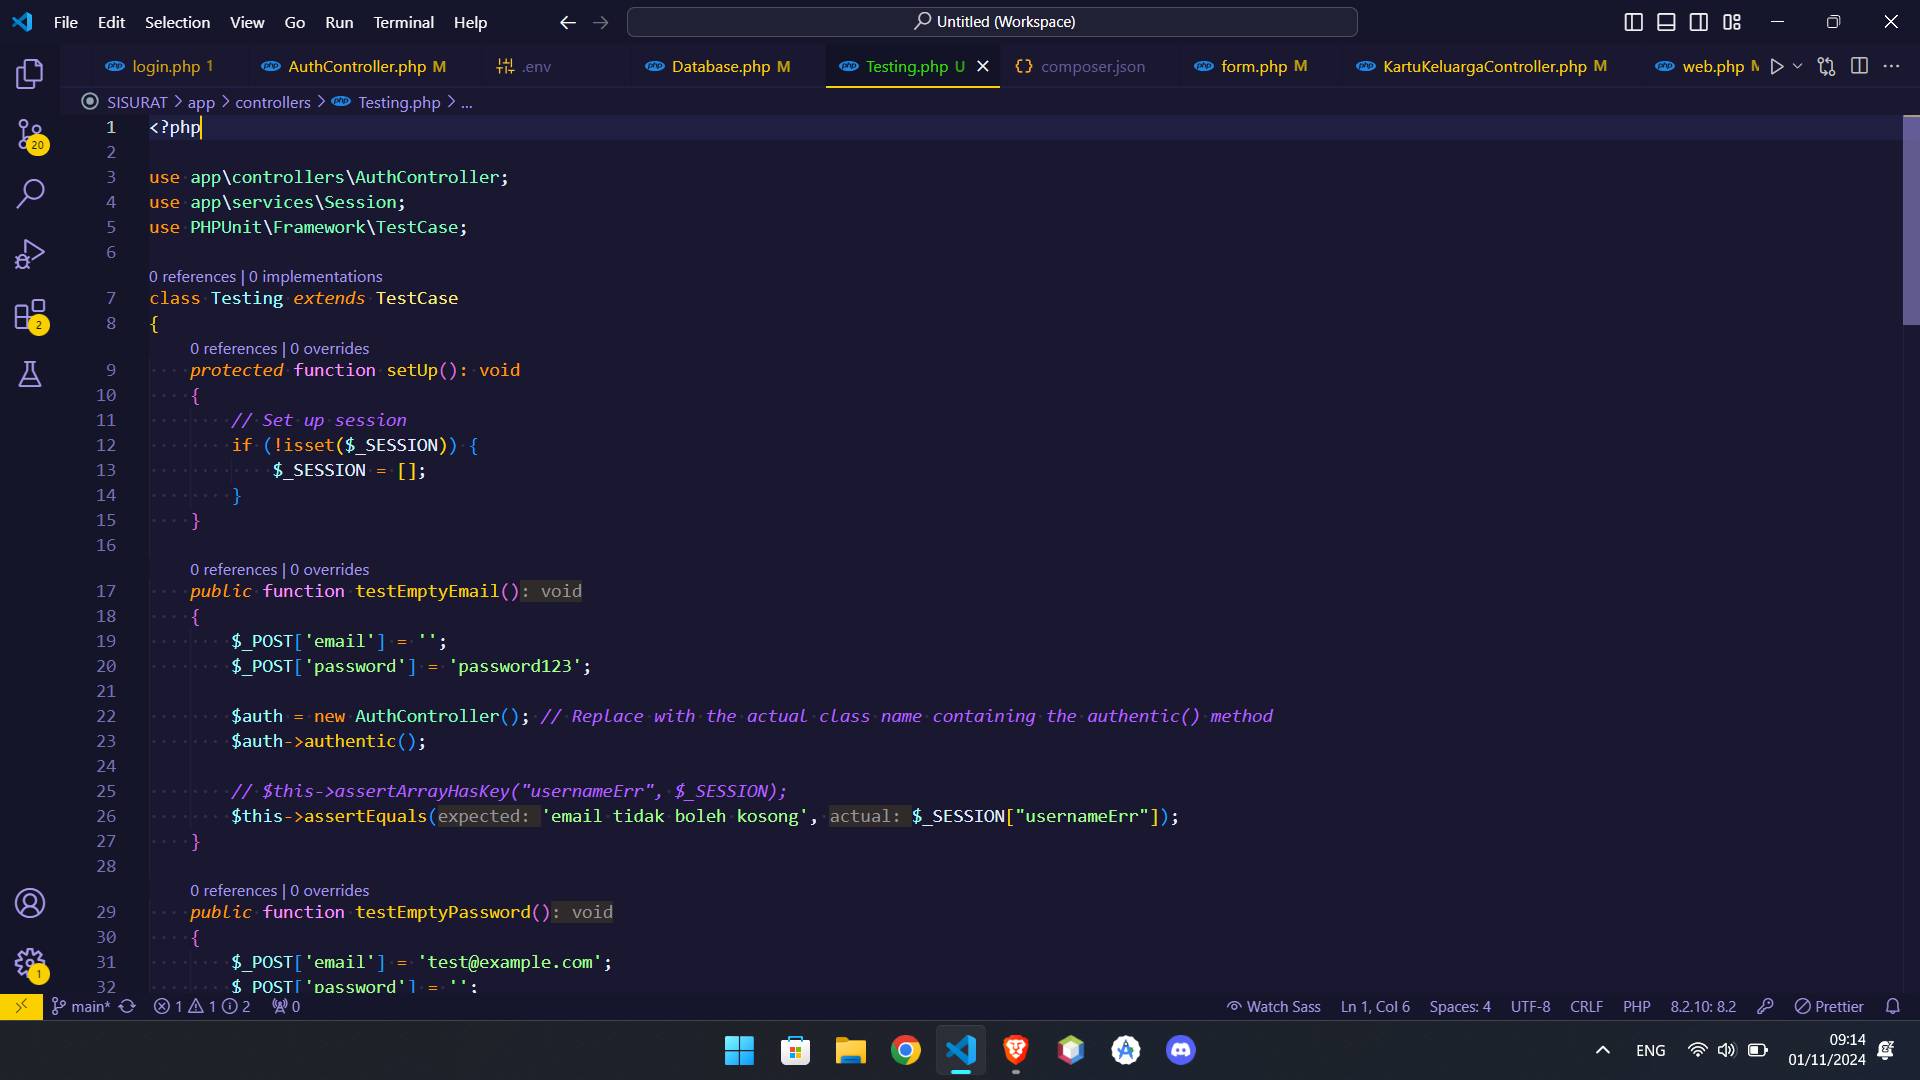 File Edit Selection View Go Run Terminal Help
Untitled (Workspace)
login.php 1
AuthController.php M
.env
Database.php M
Testing.php U
{} composer.json
form.php M
KartuKeluargaController.php M
web.php M
SISURAT > app > controllers > Testing.php > ...
1 <?php
2
3 use app\controllers\AuthController;
4 use app\services\Session;
5 use PHPUnit\Framework\TestCase;
6
0 references | 0 implementations
7 class Testing extends TestCase
8 {
0 references | 0 overrides
9 protected function setUp(): void
10 {
11 // Set up session
12 if (!isset($_SESSION)) {
13 $_SESSION = [];
14 }
15 }
16
0 references | 0 overrides
17 public function testEmptyEmail(): void
18 {
19 $_POST['email'] = '';
20 $_POST['password'] = 'password123';
21
22 $auth = new AuthController(); // Replace with the actual class name containing the authentic() method
23 $auth->authentic();
24
25 // $this->assertArrayHasKey("usernameErr", $_SESSION);
26 $this->assertEquals(expected: 'email tidak boleh kosong', actual: $_SESSION["usernameErr"]);
27 }
28
0 references | 0 overrides
29 public function testEmptyPassword(): void
30 {
31 $_POST['email'] = 'test@example.com';
32 $_POST['password'] = '';
20
2
1
main* 1 1 2 0
Watch Sass Ln 1, Col 6 Spaces: 4 UTF-8 CRLF PHP 8.2.10: 8.2 Prettier
ENG
09:14
01/11/2024